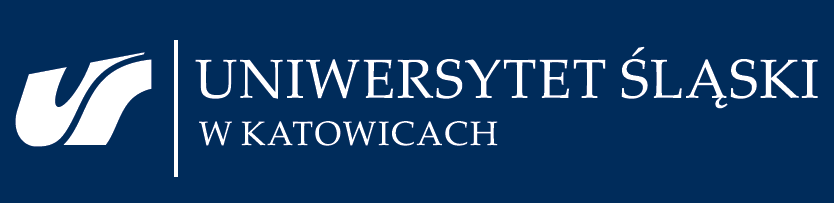 UNIWERSYTET ŚLĄSKI
W KATOWICACH